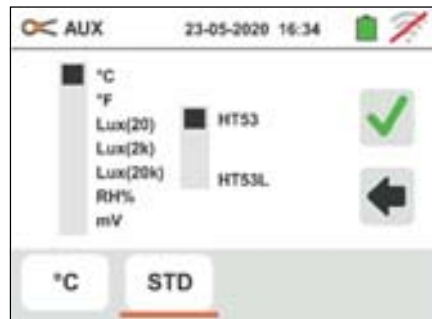 AUX 23-05-2020 16:34
°C
°F
Lux(20)
HT53
Lux(2k)
Lux(20k)
HT53L
RH%
mV
°C STD